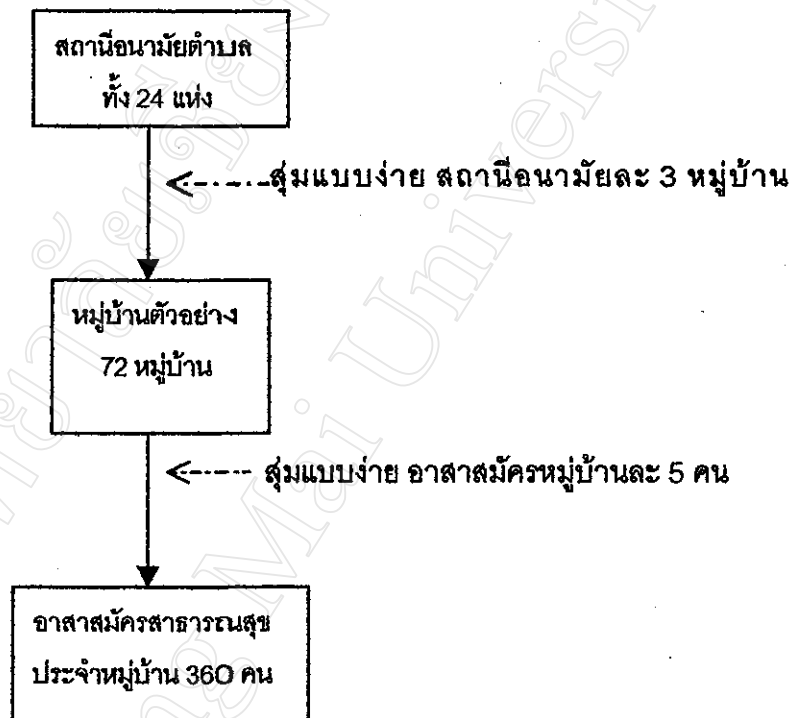 สถานีอนามัยตำบล
ทั้ง 24 แห่ง
สุ่มแบบง่าย สถานีอนามัยละ 3 หมู่บ้าน
หมู่บ้านตัวอย่าง
72 หมู่บ้าน
สุ่มแบบง่าย อาสาสมัครหมู่บ้านละ 5 คน
อาสาสมัครสาธารณสุข
ประจำหมู่บ้าน 360 คน